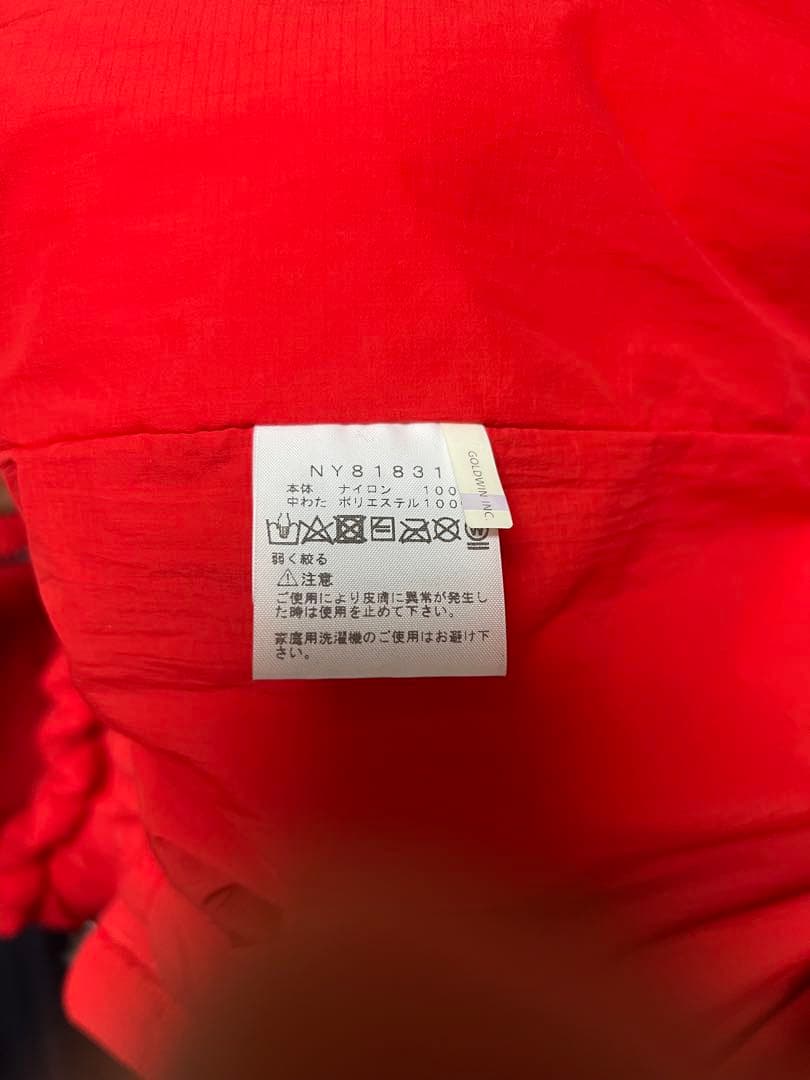 NY81831
本体 ナイロン 100
中わた ポリエステル100
GOLDWIN INC.
弱く絞る
⚠注意
ご使用により皮膚に異常が発生し
た時は使用を止めて下さい。
家庭用洗濯機のご使用はお避け下
さい。